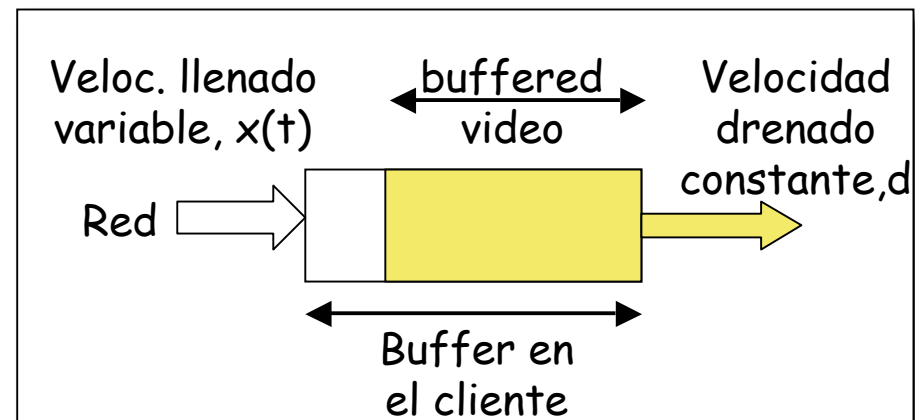 Veloc. llenado
variable, x(t)
buffered
video
Velocidad
drenado
constante,d
Red
Buffer en
el cliente